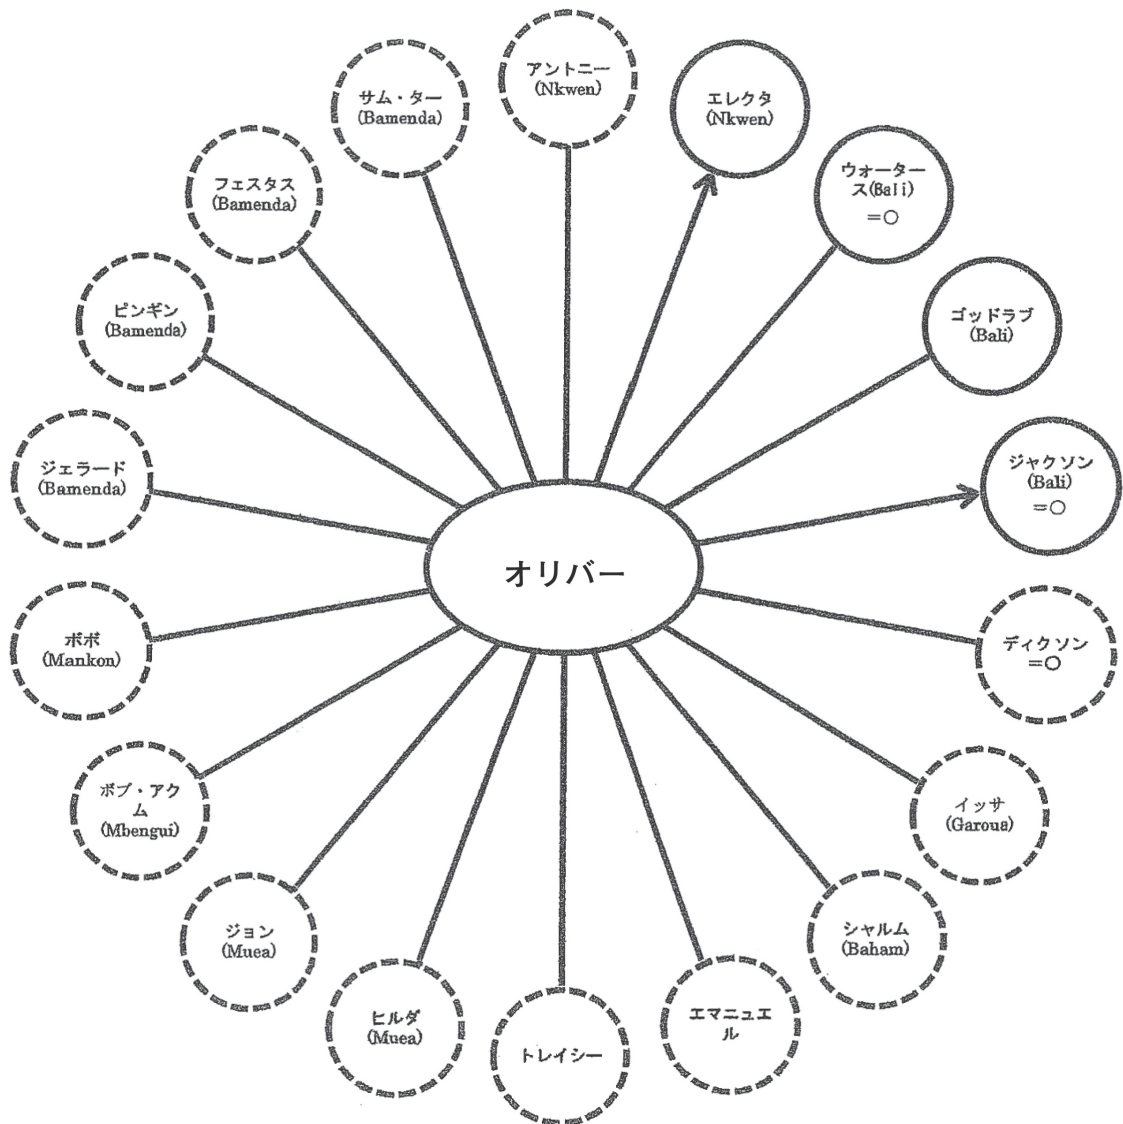 アントニー
(Nkwen)
エレクタ
(Nkwen)
ウォーター
ス(Bali)
=○
ゴッドラブ
(Bali)
ジャクソン
(Bali)
=○
ディクソン
=○
イッサ
(Garoua)
シャルム
(Baham)
エマニュエ
ル
トレイシー
ヒルダ
(Muea)
ジョン
(Muea)
ボブ・アク
ム
(Mbengui)
ボボ
(Mankon)
ジェラード
(Bamenda)
ピンギン
(Bamenda)
フェスタス
(Bamenda)
サム・ター
(Bamenda)
オリバー